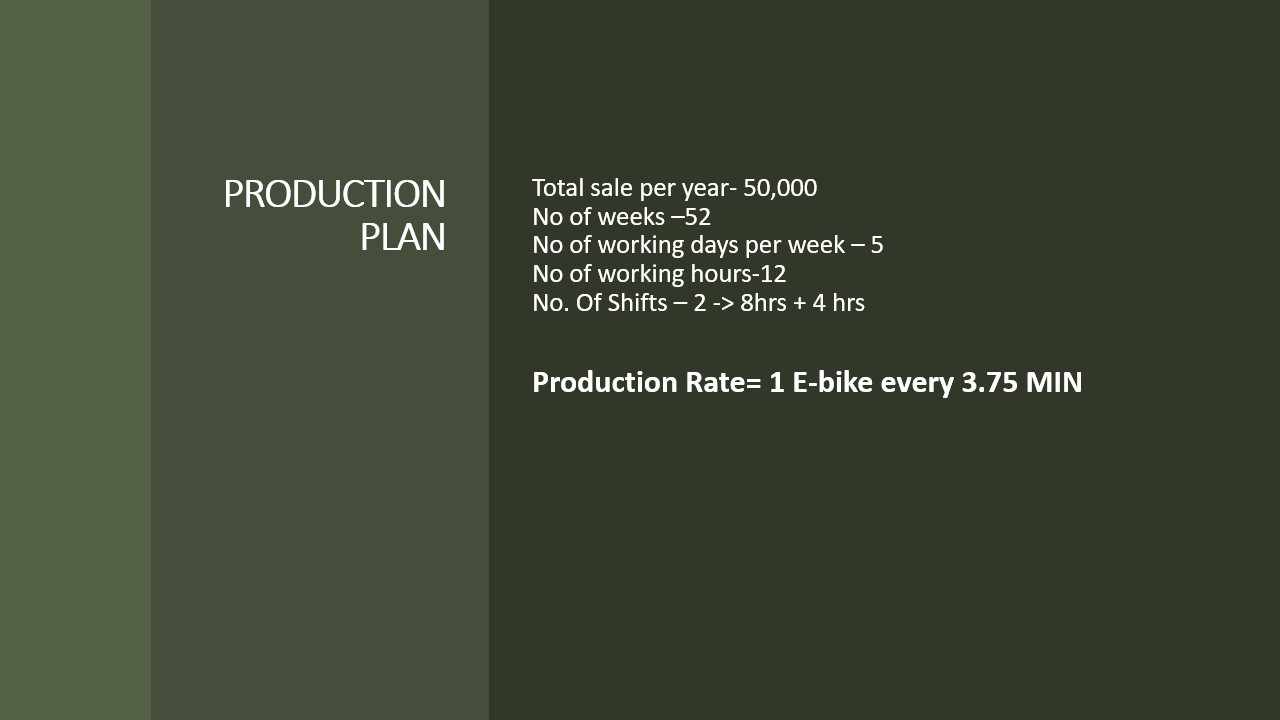 PRODUCTION
PLAN
Total sale per year- 50,000
No of weeks –52
No of working days per week – 5
No of working hours-12
No. Of Shifts – 2 -> 8hrs + 4 hrs
Production Rate= 1 E-bike every 3.75 MIN